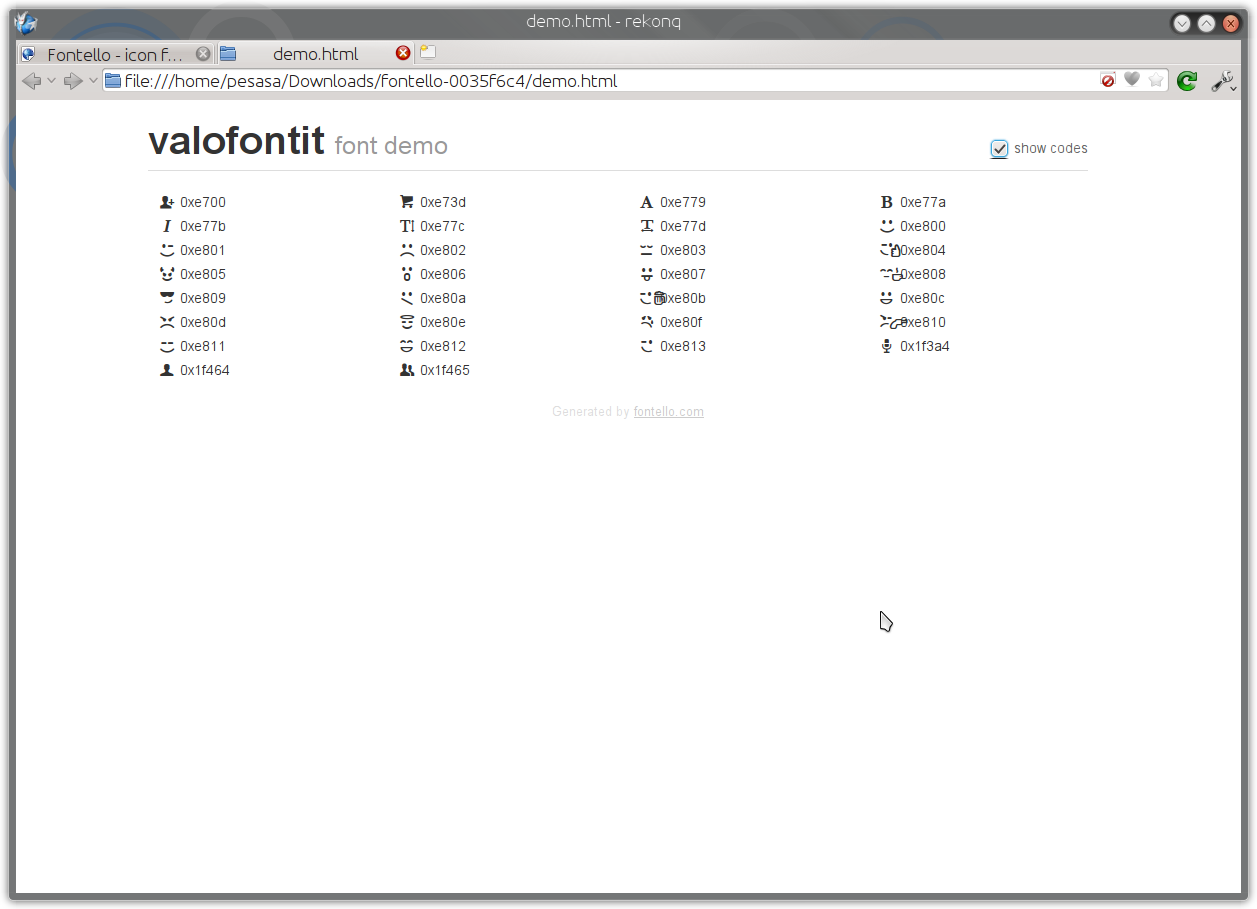 demo.html - rekonq
Fontello - icon f... demo.html
file:///home/pesasa/Downloads/fontello-0035f6c4/demo.html
valofontit font demo
show codes
0xe700 0xe73d 0xe779 0xe77a
0xe77b 0xe77c 0xe77d 0xe800
0xe801 0xe802 0xe803 0xe804
0xe805 0xe806 0xe807 0xe808
0xe809 0xe80a 0xe80b 0xe80c
0xe80d 0xe80e 0xe80f 0xe810
0xe811 0xe812 0xe813 0x1f3a4
0x1f464 0x1f465
Generated by fontello.com